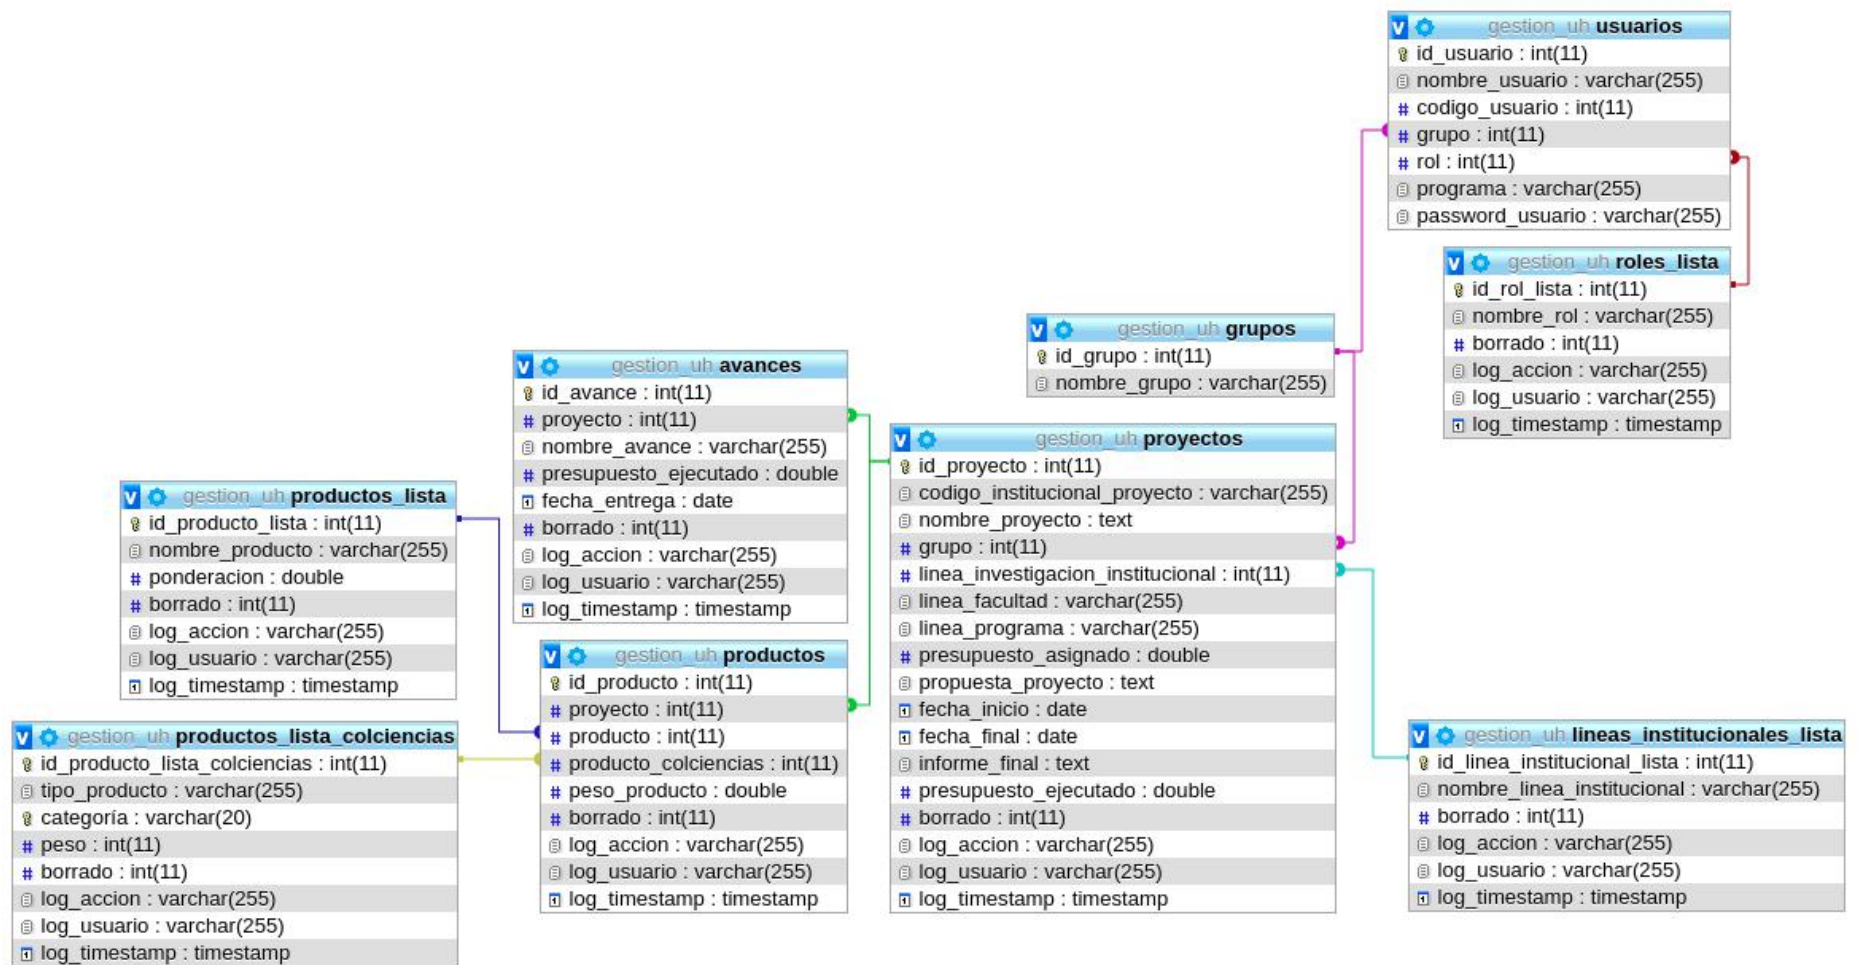 gestion_uh usuarios
id_usuario : int(11)
nombre_usuario : varchar(255)
codigo_usuario : int(11)
grupo : int(11)
rol : int(11)
programa : varchar(255)
password_usuario : varchar(255)
gestion_uh roles_lista
id_rol_lista : int(11)
nombre_rol : varchar(255)
borrado : int(11)
log_accion : varchar(255)
log_usuario : varchar(255)
log_timestamp : timestamp
gestion_uh grupos
id_grupo : int(11)
nombre_grupo : varchar(255)
gestion_uh avances
id_avance : int(11)
proyecto : int(11)
nombre_avance : varchar(255)
presupuesto_ejecutado : double
fecha_entrega : date
borrado : int(11)
log_accion : varchar(255)
log_usuario : varchar(255)
log_timestamp : timestamp
gestion_uh proyectos
id_proyecto : int(11)
codigo_institucional_proyecto : varchar(255)
nombre_proyecto : text
grupo : int(11)
linea_investigacion_institucional : int(11)
linea_facultad : varchar(255)
linea_programa : varchar(255)
presupuesto_asignado : double
propuesta_proyecto : text
fecha_inicio : date
fecha_final : date
informe_final : text
presupuesto_ejecutado : double
borrado : int(11)
log_accion : varchar(255)
log_usuario : varchar(255)
log_timestamp : timestamp
gestion_uh productos_lista
id_producto_lista : int(11)
nombre_producto : varchar(255)
ponderacion : double
borrado : int(11)
log_accion : varchar(255)
log_usuario : varchar(255)
log_timestamp : timestamp
gestion_uh productos
id_producto : int(11)
proyecto : int(11)
producto : int(11)
producto_colciencias : int(11)
peso_producto : double
borrado : int(11)
log_accion : varchar(255)
log_usuario : varchar(255)
log_timestamp : timestamp
gestion_uh productos_lista_colciencias
id_producto_lista_colciencias : int(11)
tipo_producto : varchar(255)
categoría : varchar(20)
peso : int(11)
borrado : int(11)
log_accion : varchar(255)
log_usuario : varchar(255)
log_timestamp : timestamp
gestion_uh lineas_institucionales_lista
id_linea_institucional_lista : int(11)
nombre_linea_institucional : varchar(255)
borrado : int(11)
log_accion : varchar(255)
log_usuario : varchar(255)
log_timestamp : timestamp